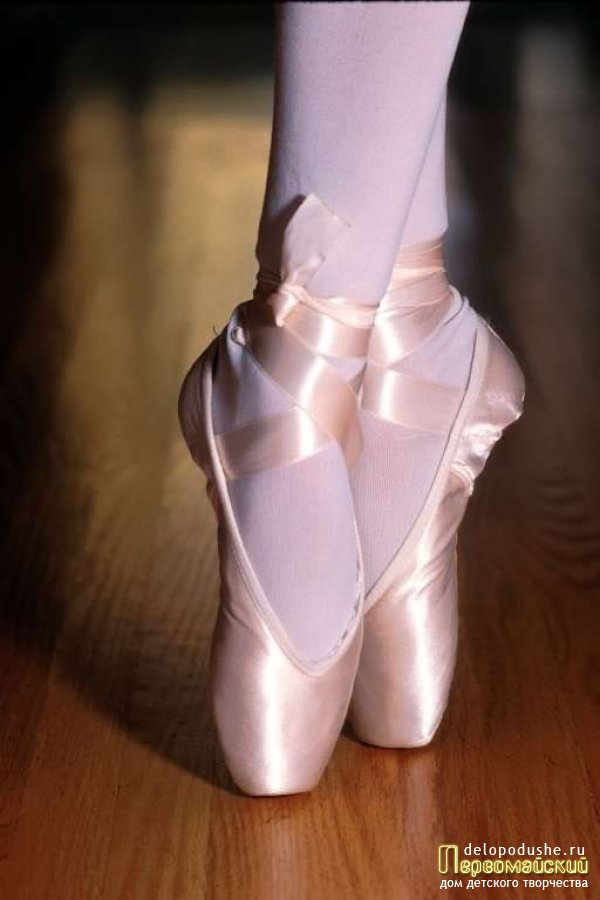 delopodushe.ru
Первомайский
дом детского творчества